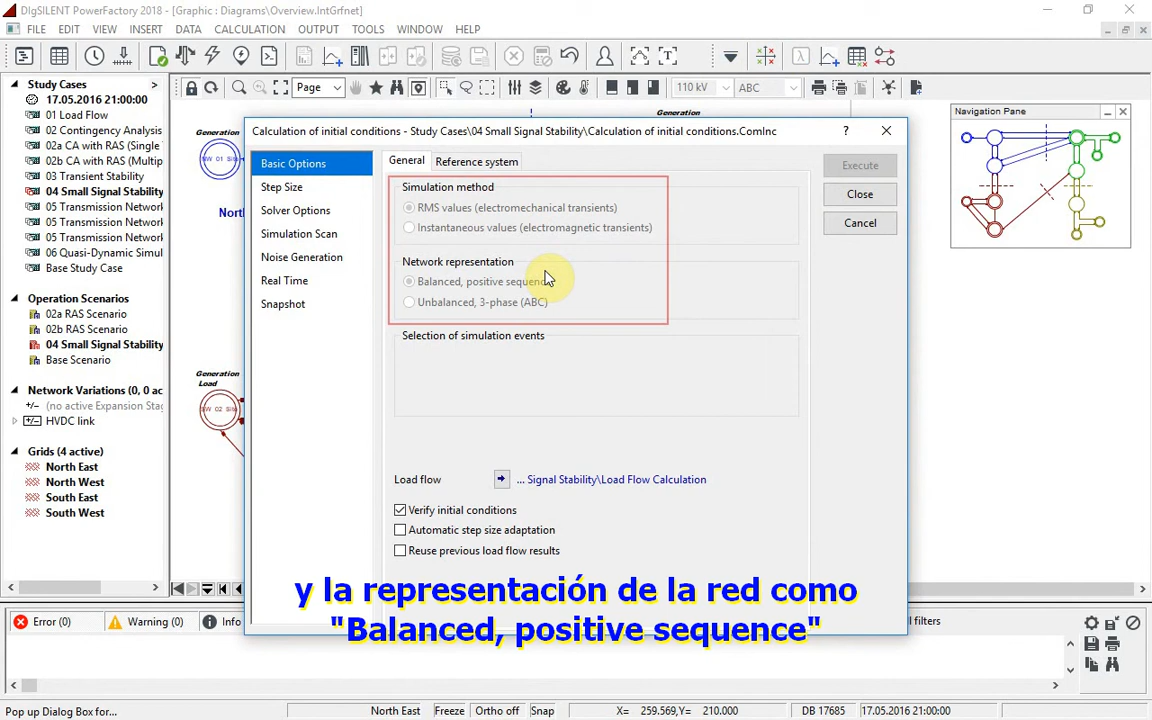 DIgSILENT PowerFactory 2018 - [Graphic : Diagrams\Overview.IntGrfnet]
FILE EDIT VIEW INSERT DATA CALCULATION OUTPUT TOOLS WINDOW HELP
Page
110 kV
ABC
Study Cases
17.05.2016 21:00:00
01 Load Flow
02 Contingency Analysis
02a CA with RAS (Single
02b CA with RAS (Multip
03 Transient Stability
04 Small Signal Stability
05 Transmission Network
05 Transmission Network
05 Transmission Network
06 Quasi-Dynamic Simul
Base Study Case
Operation Scenarios
02a RAS Scenario
02b RAS Scenario
04 Small Signal Stability
Base Scenario
Network Variations (0, 0 ac
(no active Expansion Stag
HVDC link
Grids (4 active)
North East
North West
South East
South West
Generation
SW 01 Site
Nort
Generation
Load
SW 02 Site
Generation
Navigation Pane
Calculation of initial conditions - Study Cases\04 Small Signal Stability\Calculation of initial conditions.ComInc
?
Basic Options
Step Size
Solver Options
Simulation Scan
Noise Generation
Real Time
Snapshot
General
Reference system
Simulation method
RMS values (electromechanical transients)
Instantaneous values (electromagnetic transients)
Network representation
Balanced, positive sequen
Unbalanced, 3-phase (ABC)
Selection of simulation events
Load flow
... Signal Stability\Load Flow Calculation
Verify initial conditions
Automatic step size adaptation
Reuse previous load flow results
Execute
Close
Cancel
y la representación de la red como
"Balanced, positive sequence"
Error (0)
Warning (0)
Info
ll filters
Pop up Dialog Box for...
North East
Freeze
Ortho off
Snap
X= 259.569,Y= 210.000
DB 17685
17.05.2016 21:00:00